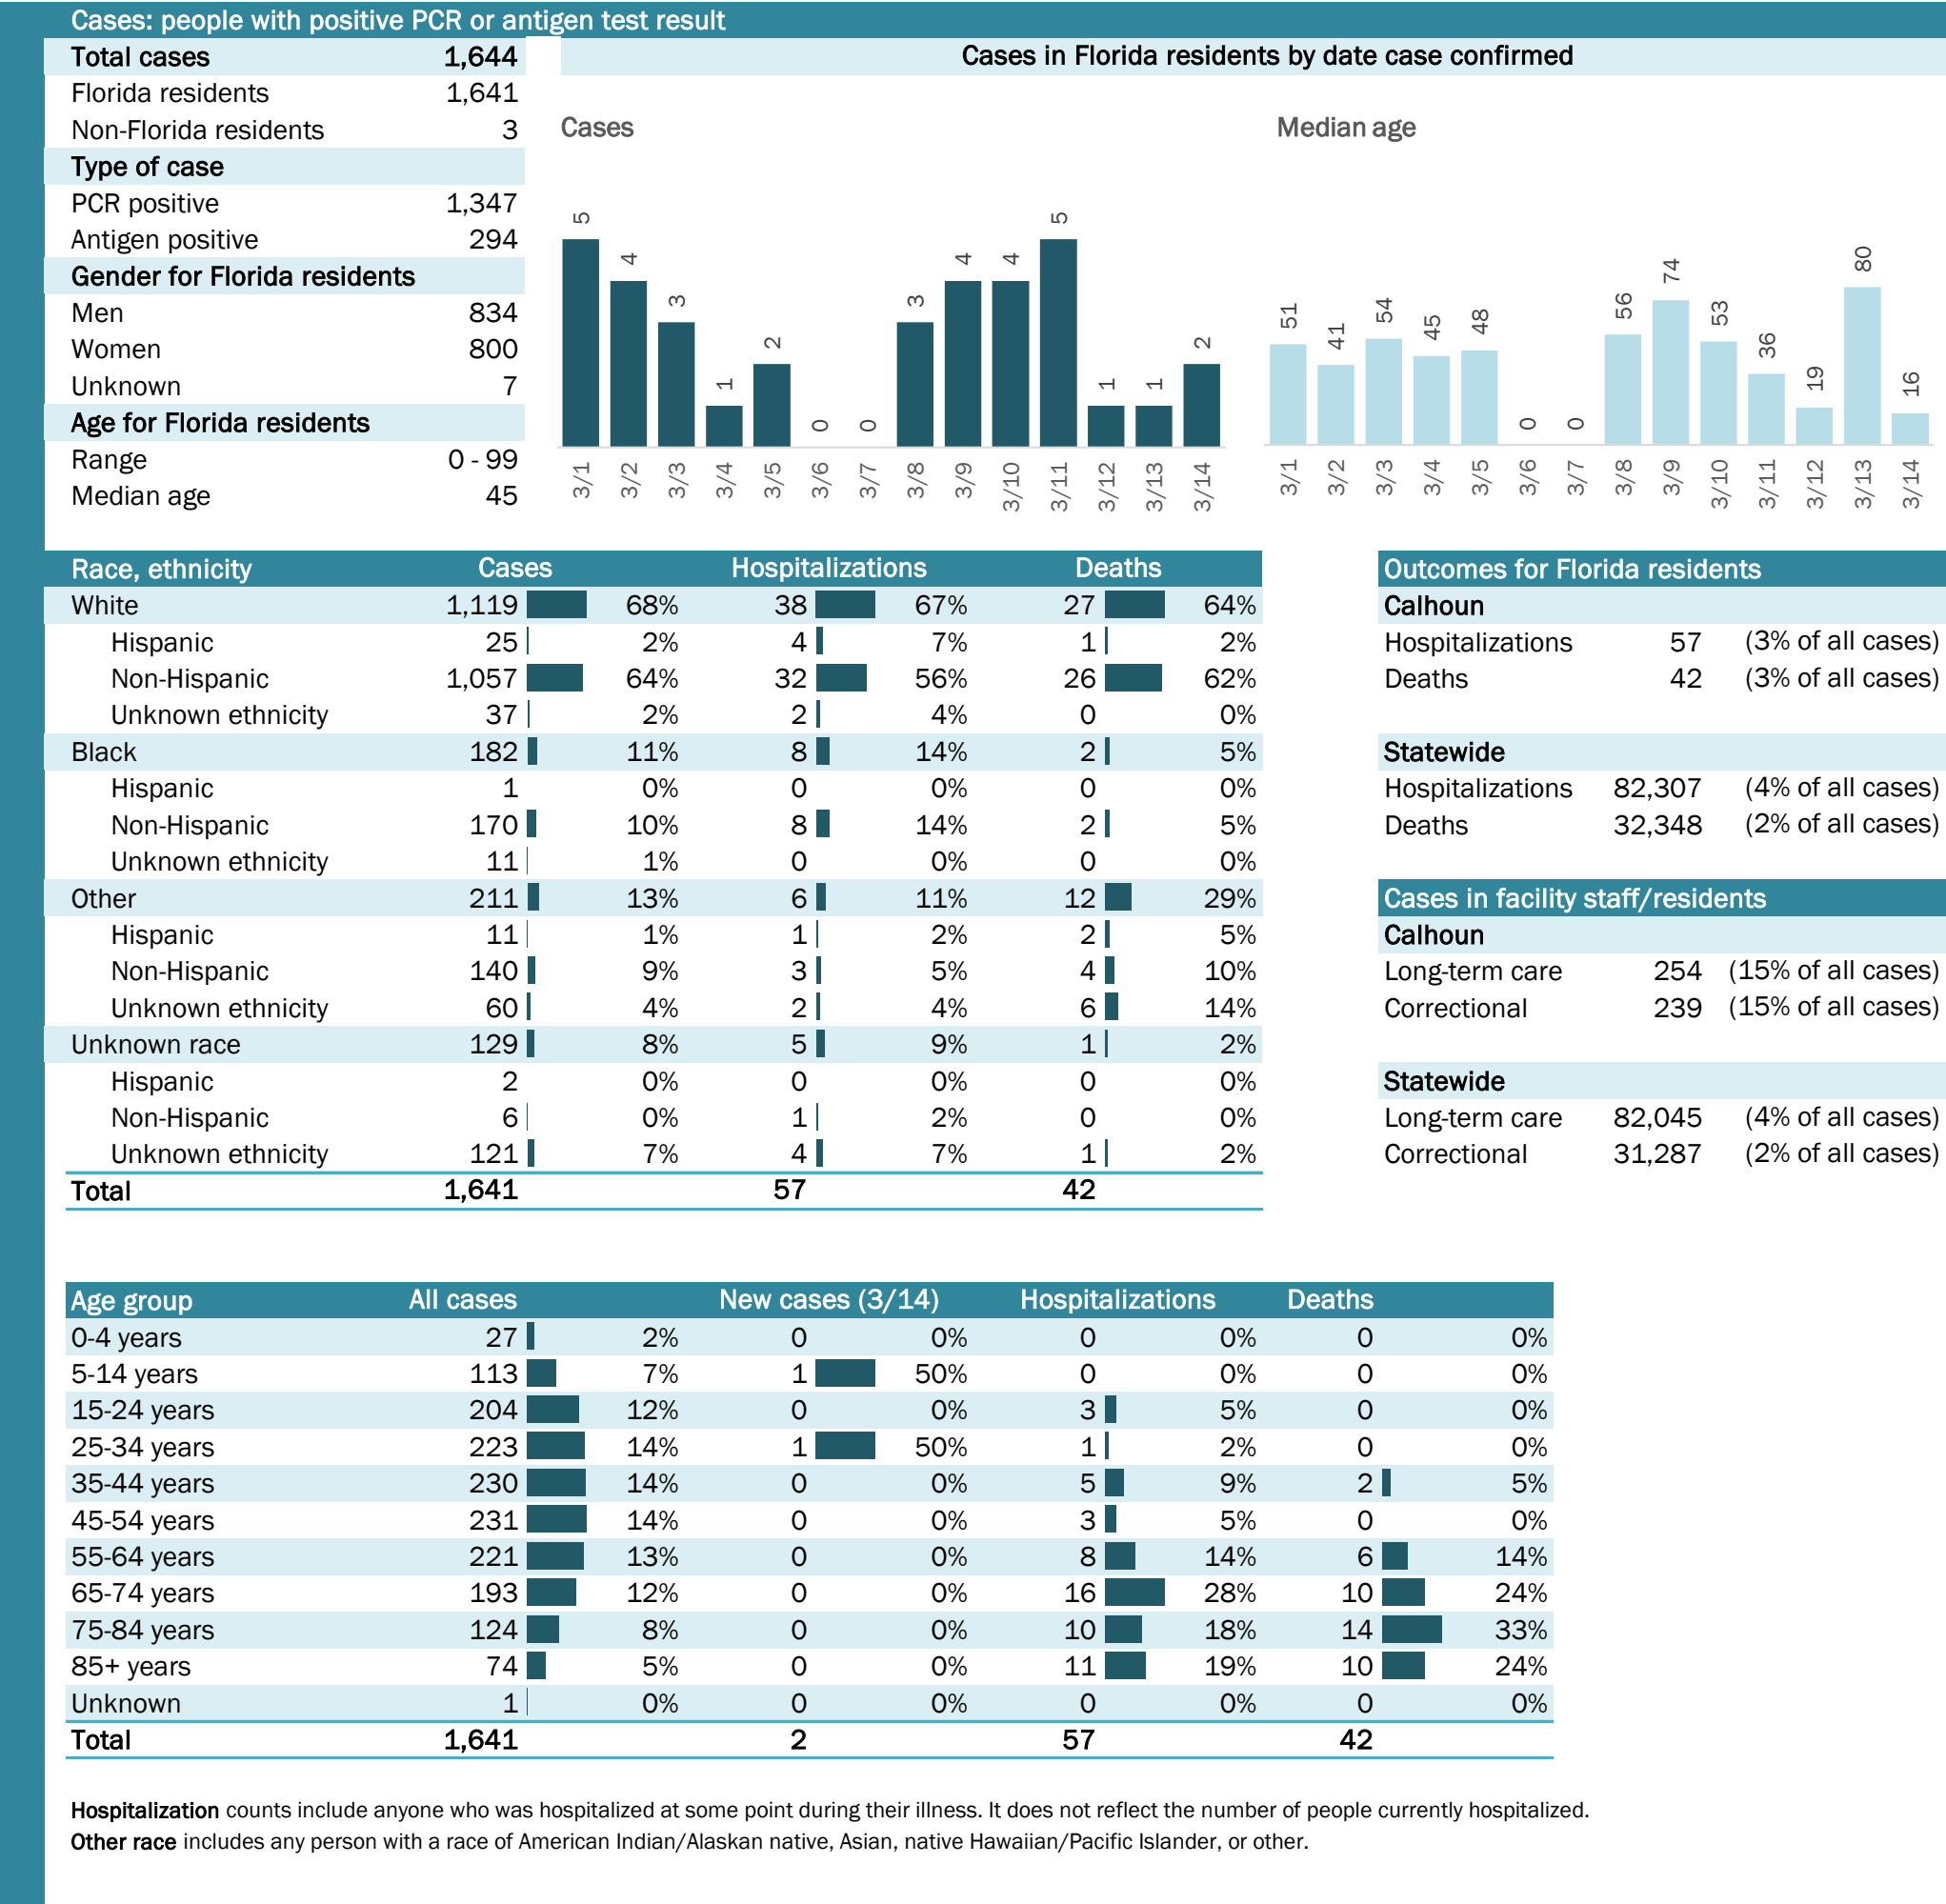 Cases: people with positive PCR or antigen test result
Total cases 1,644
Florida residents 1,641
Non-Florida residents 3
Type of case
PCR positive 1,347
Antigen positive 294
Gender for Florida residents
Men 834
Women 800
Unknown 7
Age for Florida residents
Range 0 - 99
Median age 45
Cases in Florida residents by date case confirmed
Cases
5 4 3 1 2 0 0 3 4 4 5 1 1 2
3/1 3/2 3/3 3/4 3/5 3/6 3/7 3/8 3/9 3/10 3/11 3/12 3/13 3/14
Median age
51 41 54 45 48 0 0 56 74 53 36 19 80 16
3/1 3/2 3/3 3/4 3/5 3/6 3/7 3/8 3/9 3/10 3/11 3/12 3/13 3/14
Race, ethnicity Cases Hospitalizations Deaths
White 1,119 68% 38 67% 27 64%
Hispanic 25 2% 4 7% 1 2%
Non-Hispanic 1,057 64% 32 56% 26 62%
Unknown ethnicity 37 2% 2 4% 0 0%
Black 182 11% 8 14% 2 5%
Hispanic 1 0% 0 0% 0 0%
Non-Hispanic 170 10% 8 14% 2 5%
Unknown ethnicity 11 1% 0 0% 0 0%
Other 211 13% 6 11% 12 29%
Hispanic 11 1% 1 2% 2 5%
Non-Hispanic 140 9% 3 5% 4 10%
Unknown ethnicity 60 4% 2 4% 6 14%
Unknown race 129 8% 5 9% 1 2%
Hispanic 2 0% 0 0% 0 0%
Non-Hispanic 6 0% 1 2% 0 0%
Unknown ethnicity 121 7% 4 7% 1 2%
Total 1,641 57 42
Outcomes for Florida residents
Calhoun
Hospitalizations 57 (3% of all cases)
Deaths 42 (3% of all cases)
Statewide
Hospitalizations 82,307 (4% of all cases)
Deaths 32,348 (2% of all cases)
Cases in facility staff/residents
Calhoun
Long-term care 254 (15% of all cases)
Correctional 239 (15% of all cases)
Statewide
Long-term care 82,045 (4% of all cases)
Correctional 31,287 (2% of all cases)
Age group All cases New cases (3/14) Hospitalizations Deaths
0-4 years 27 2% 0 0% 0 0% 0 0%
5-14 years 113 7% 1 50% 0 0% 0 0%
15-24 years 204 12% 0 0% 3 5% 0 0%
25-34 years 223 14% 1 50% 1 2% 0 0%
35-44 years 230 14% 0 0% 5 9% 2 5%
45-54 years 231 14% 0 0% 3 5% 0 0%
55-64 years 221 13% 0 0% 8 14% 6 14%
65-74 years 193 12% 0 0% 16 28% 10 24%
75-84 years 124 8% 0 0% 10 18% 14 33%
85+ years 74 5% 0 0% 11 19% 10 24%
Unknown 1 0% 0 0% 0 0% 0 0%
Total 1,641 2 57 42
Hospitalization counts include anyone who was hospitalized at some point during their illness. It does not reflect the number of people currently hospitalized.
Other race includes any person with a race of American Indian/Alaskan native, Asian, native Hawaiian/Pacific Islander, or other.